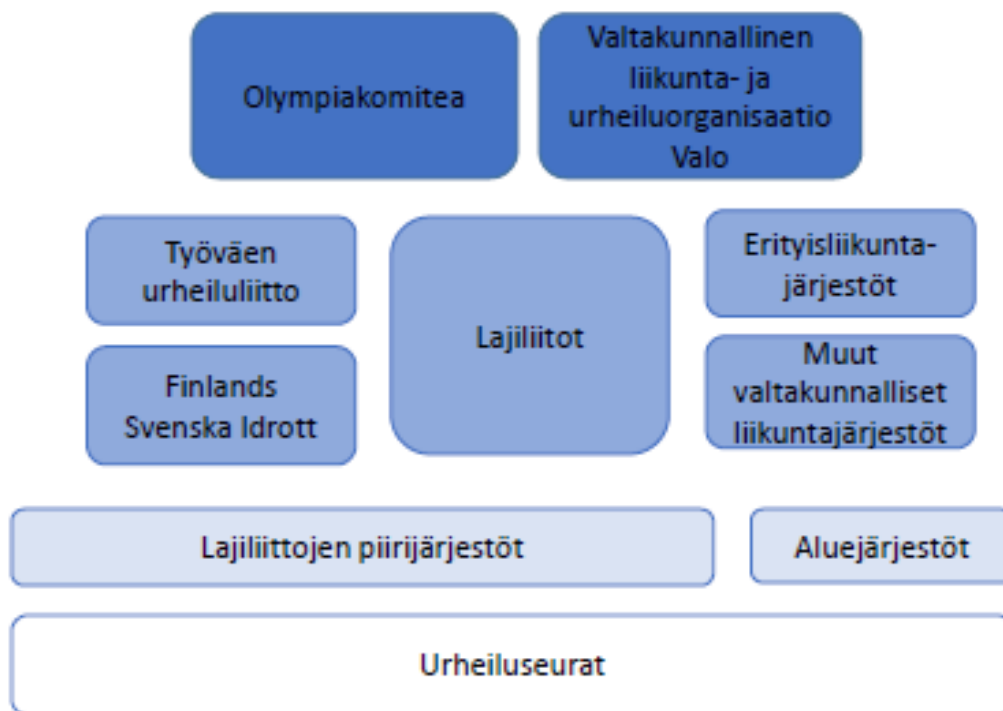 Olympiakomitea
Valtakunnallinen
liikunta- ja
urheiluorganisaatio
Valo
Työväen
urheiluliitto
Finlands
Svenska Idrott
Lajiliitot
Erityisliikunta-
järjestöt
Muut
valtakunnalliset
liikuntajärjestöt
Lajiliittojen piirijärjestöt
Aluejärjestöt
Urheiluseurat